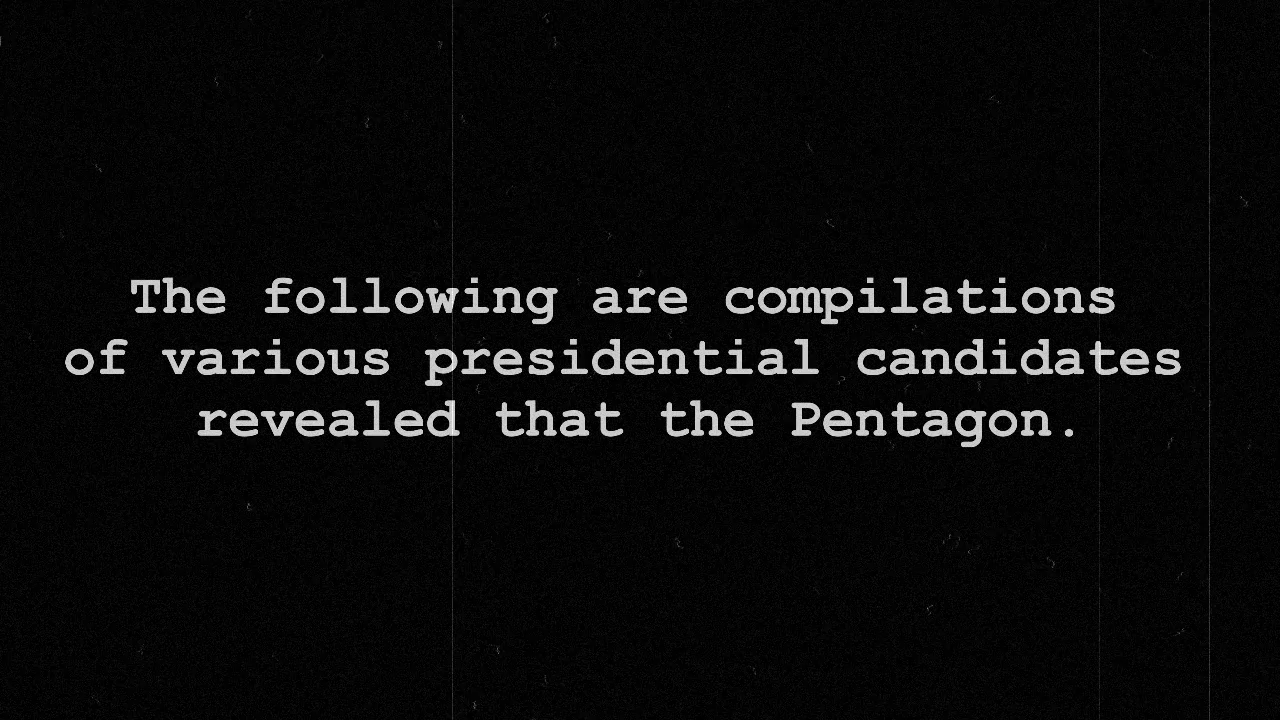 The following are compilations
of various presidential candidates
revealed that the Pentagon.